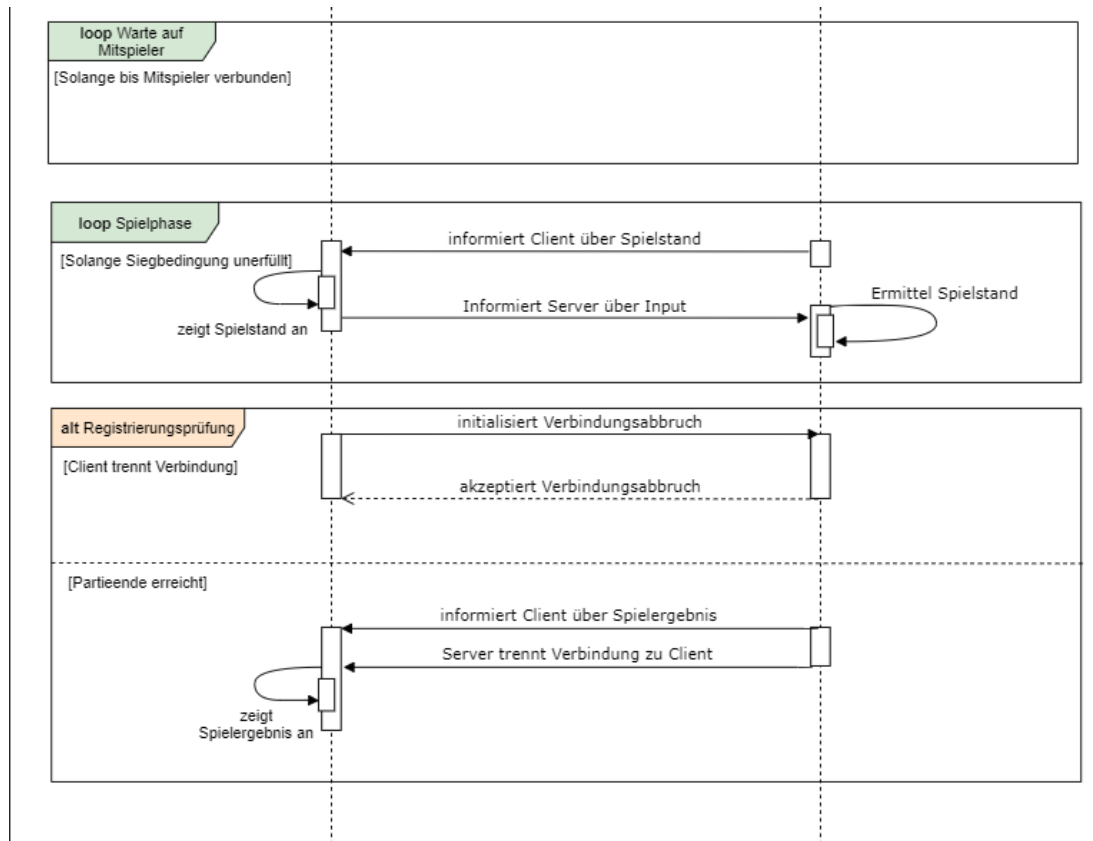 loop Warte auf
Mitspieler
[Solange bis Mitspieler verbunden]
loop Spielphase
[Solange Siegbedingung unerfüllt]
informiert Client über Spielstand
zeigt Spielstand an
Informiert Server über Input
Ermittel Spielstand
alt Registrierungsprüfung
[Client trennt Verbindung]
initialisiert Verbindungsabbruch
akzeptiert Verbindungsabbruch
[Partieende erreicht]
informiert Client über Spielergebnis
Server trennt Verbindung zu Client
zeigt
Spielergebnis an